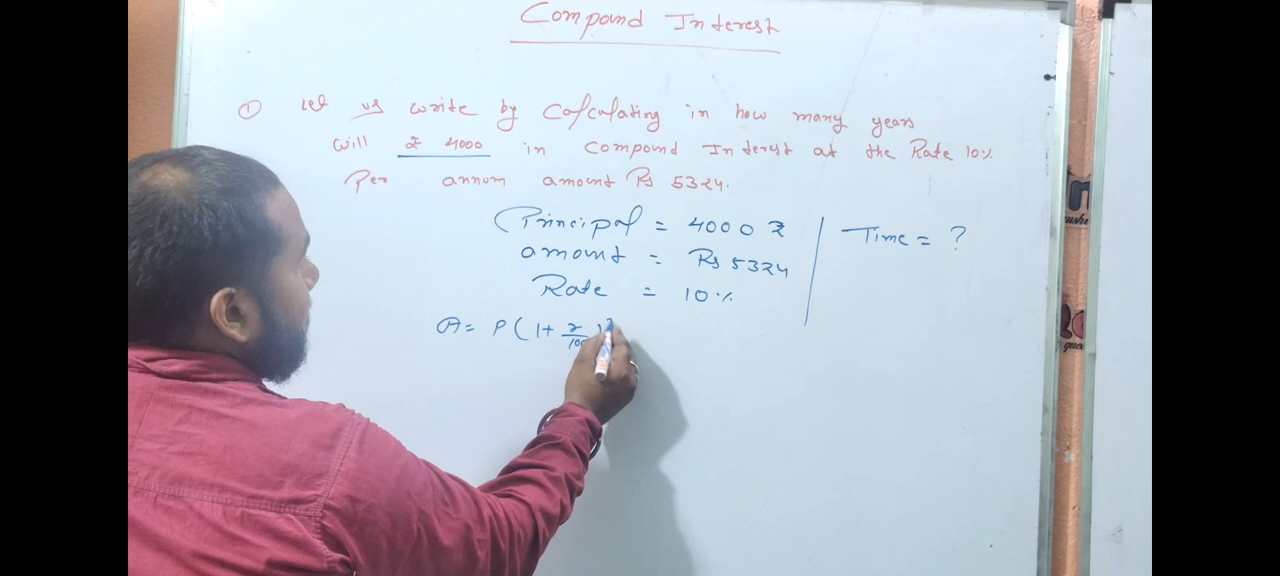 Compound Interest
① Let us write by Calculating in how many years
will ₹ 4000 in Compound Interest at the Rate 10%
Per annum amount Rs 5324.
Principal = 4000 ₹
amount = Rs 5324
Rate = 10%
Time = ?
A = P ( 1 + r/100 )